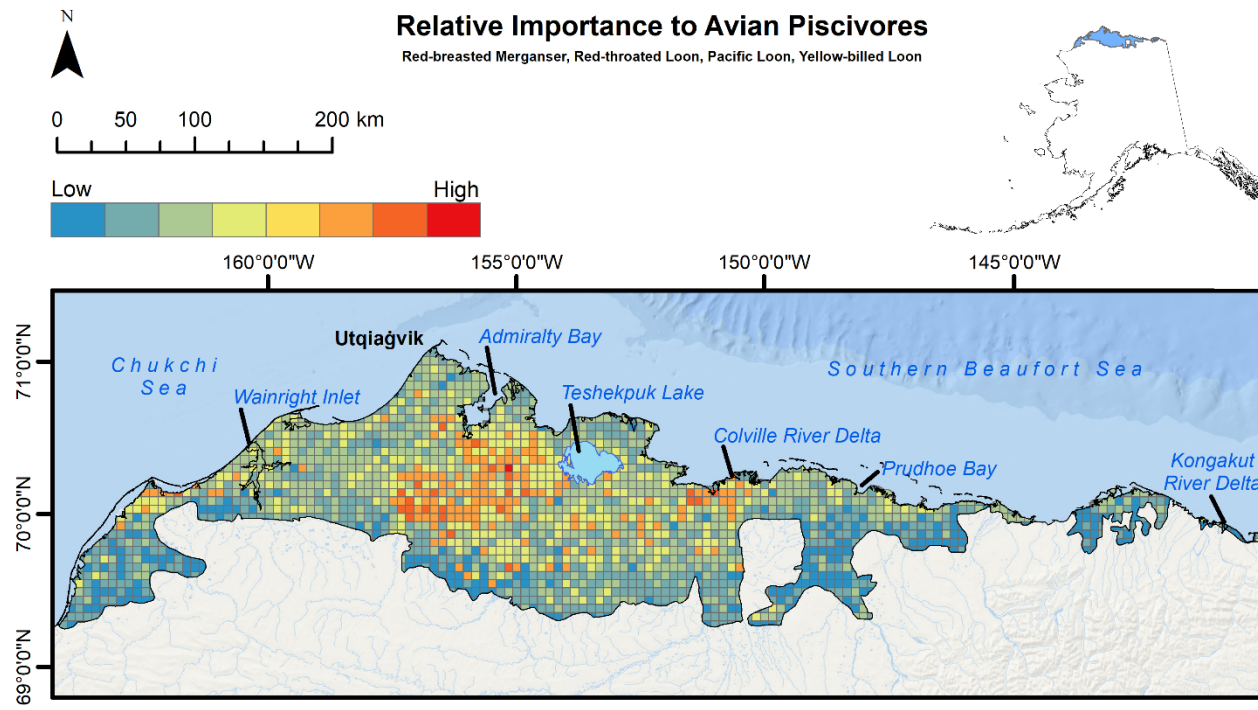 N
Relative Importance to Avian Piscivores
Red-breasted Merganser, Red-throated Loon, Pacific Loon, Yellow-billed Loon
0 50 100 200 km
Low High
160°0'0"W 155°0'0"W 150°0'0"W 145°0'0"W
71°0'0"N
70°0'0"N
69°0'0"N
Utqiaġvik
Admiralty Bay
Chukchi
Sea
Southern Beaufort Sea
Wainright Inlet
Teshekpuk Lake
Colville River Delta
Prudhoe Bay
Kongakut
River Delta